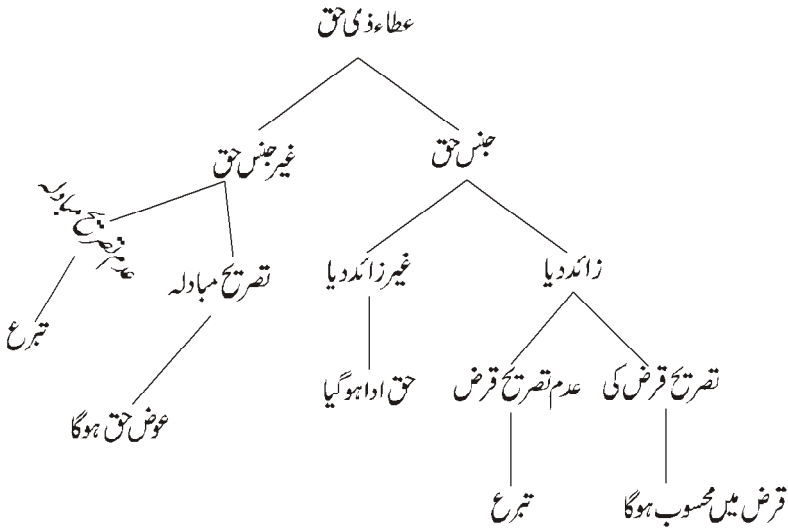 عطاء ذی حق
جنس حق
غیر جنس حق
زائد دیا
غیر زائد دیا
تصریح مبادلہ
عدم تصریح مبادلہ
تصریح قرض کی
عدم تصریح قرض
حق ادا ہوگیا
عوض حق ہوگا
تبرع
قرض میں محسوب ہوگا
تبرع